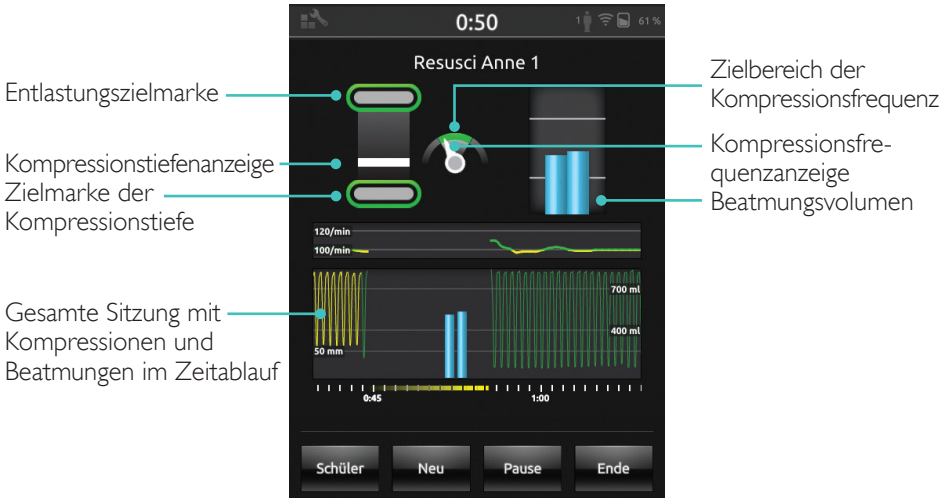 0:50
1
61 %
Resusci Anne 1
Entlastungszielmarke
Kompressionstiefenanzeige
Zielmarke der
Kompressionstiefe
Gesamte Sitzung mit
Kompressionen und
Beatmungen im Zeitablauf
Zielbereich der
Kompressionsfrequenz
Kompressionsfre-
quenzanzeige
Beatmungsvolumen
120/min
100/min
700 ml
400 ml
50 mm
0:45
1:00
Schüler
Neu
Pause
Ende